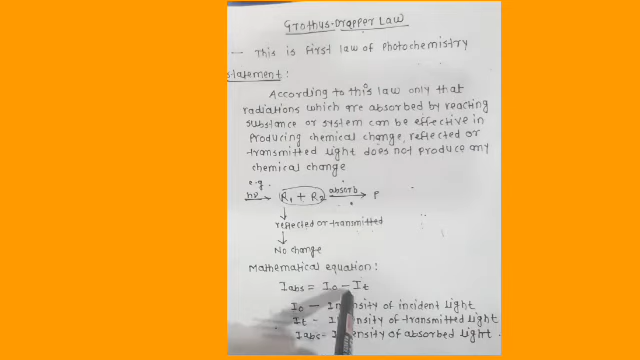 Grothus-Drapper Law
— This is first law of Photochemistry
Statement:
According to this law only that
radiations which are absorbed by reacting
substance or system can be effective in
producing chemical change, reflected or
transmitted light does not produce any
chemical change
e.g.
hν → R1 + R2 absorb → P
↓
reflected or transmitted
↓
No change
Mathematical equation:
Iabs = Io − It
Io — Intensity of incident light
It - Intensity of transmitted light
Iabs = Intensity of absorbed light.